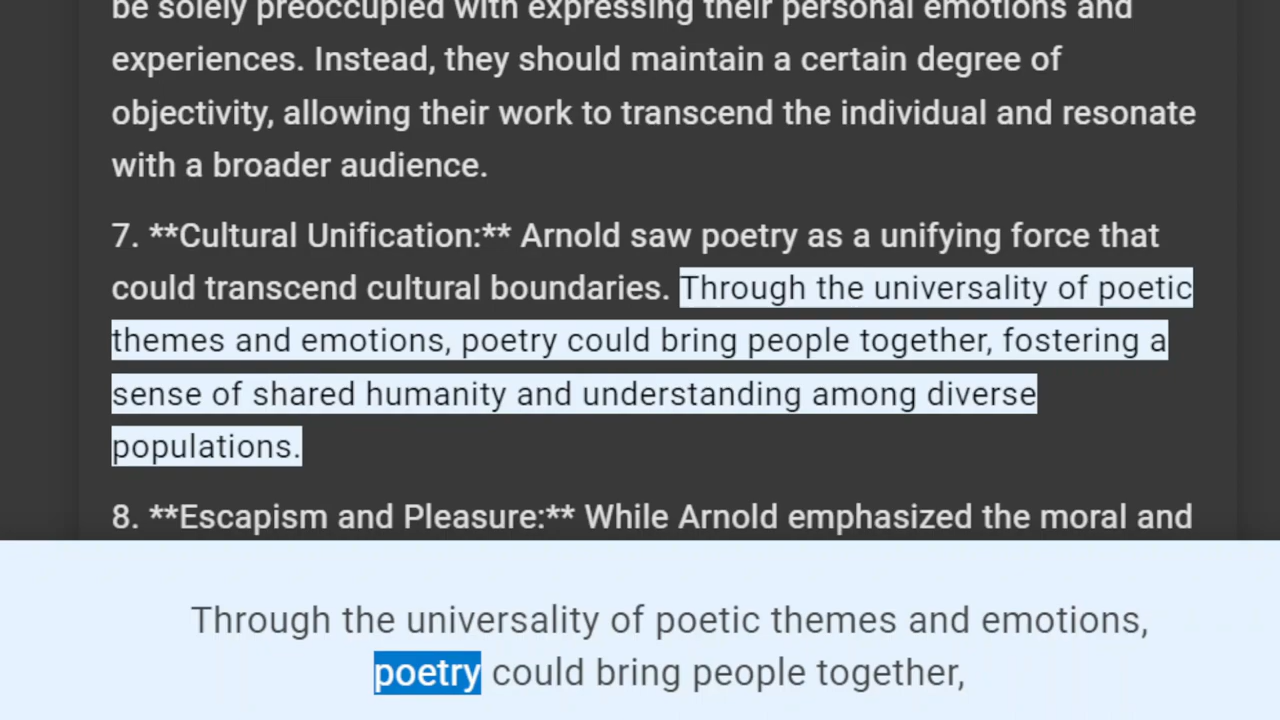 be solely preoccupied with expressing their personal emotions and
experiences. Instead, they should maintain a certain degree of
objectivity, allowing their work to transcend the individual and resonate
with a broader audience.
7. **Cultural Unification:** Arnold saw poetry as a unifying force that
could transcend cultural boundaries. Through the universality of poetic
themes and emotions, poetry could bring people together, fostering a
sense of shared humanity and understanding among diverse
populations.
8. **Escapism and Pleasure:** While Arnold emphasized the moral and
Through the universality of poetic themes and emotions,
poetry could bring people together,